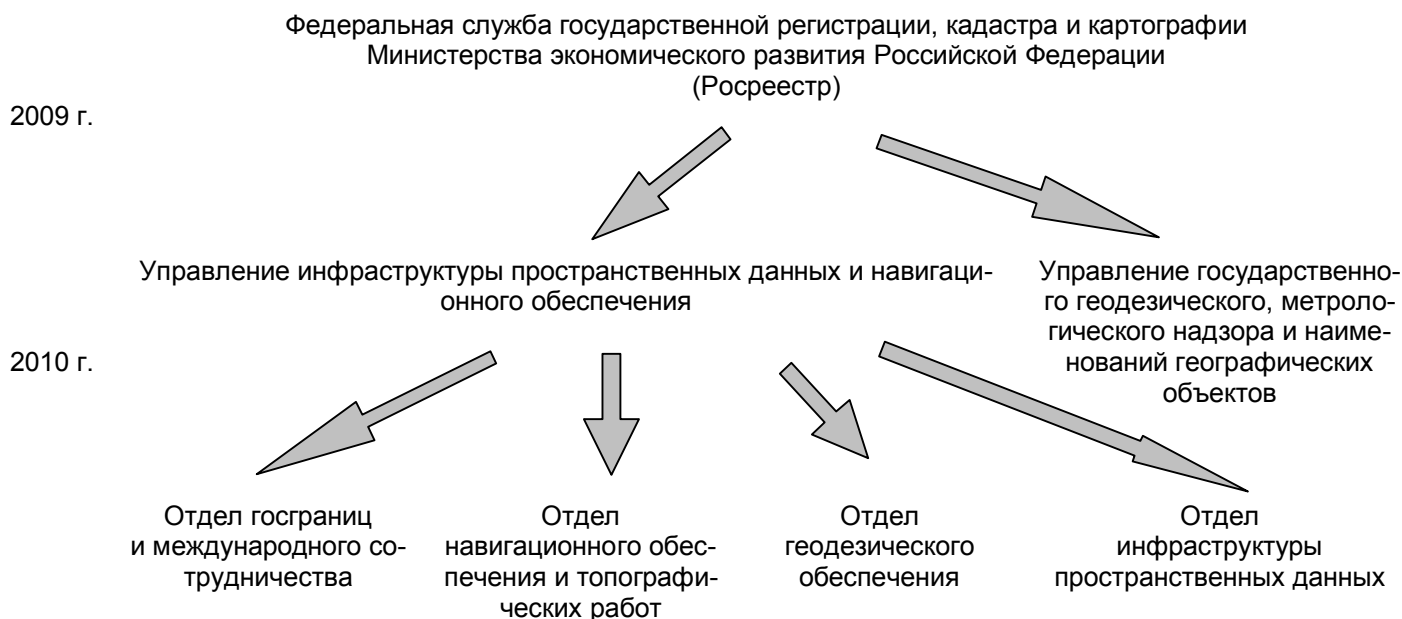 Федеральная служба государственной регистрации, кадастра и картографии
Министерства экономического развития Российской Федерации
(Росреестр)
2009 г.
Управление инфраструктуры пространственных данных и навигаци-
онного обеспечения
Управление государственно-
го геодезического, метроло-
гического надзора и наиме-
нований географических
объектов
2010 г.
Отдел госграниц
и международного со-
трудничества
Отдел
навигационного обес-
печения и топографи-
ческих работ
Отдел
геодезического
обеспечения
Отдел
инфраструктуры
пространственных данных